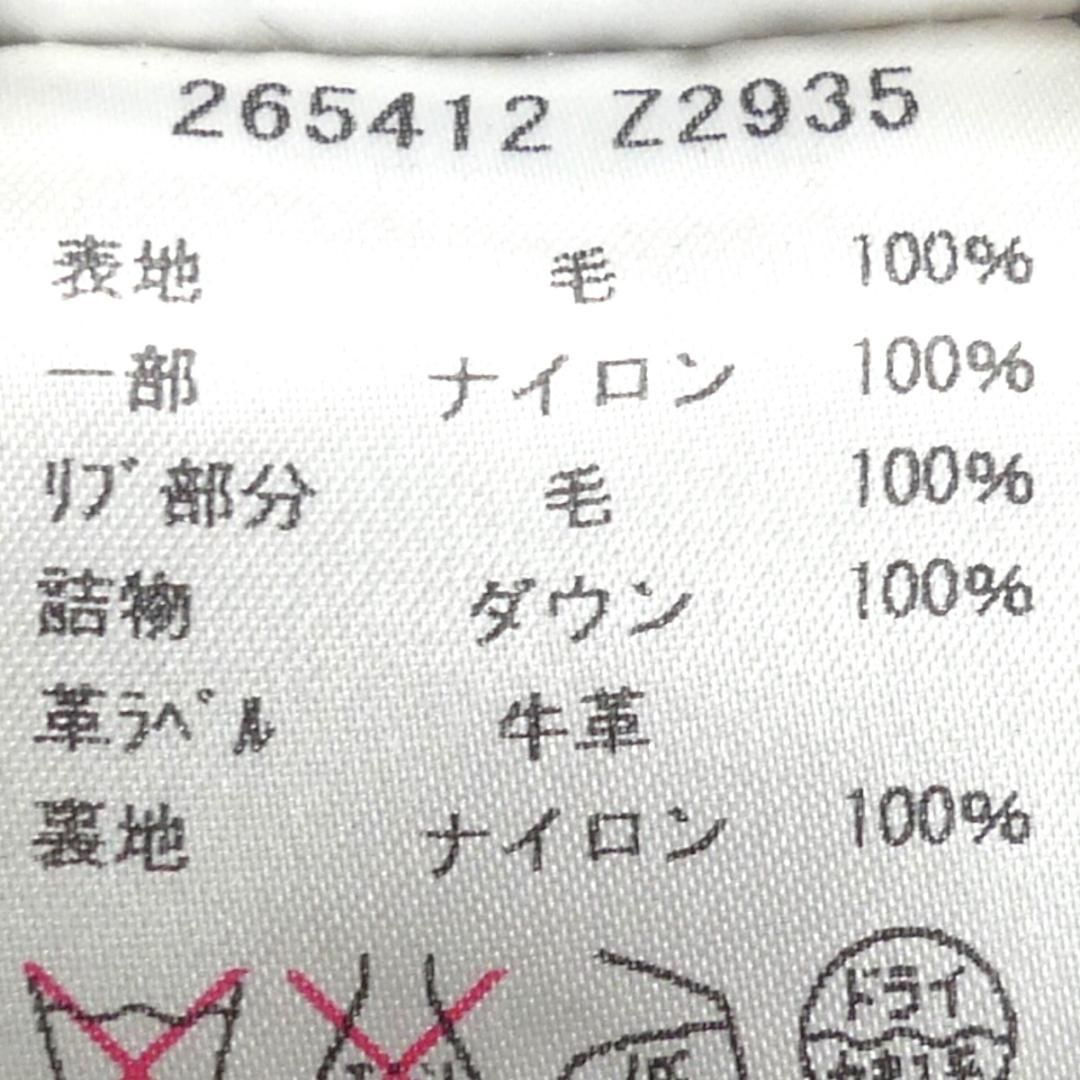 265412 Z2935
表地 毛 100%
一部 ナイロン 100%
ﾘﾌﾞ部分 毛 100%
詰物 ダウン 100%
革ﾗﾍﾞﾙ 牛革
裏地 ナイロン 100%
ドライ